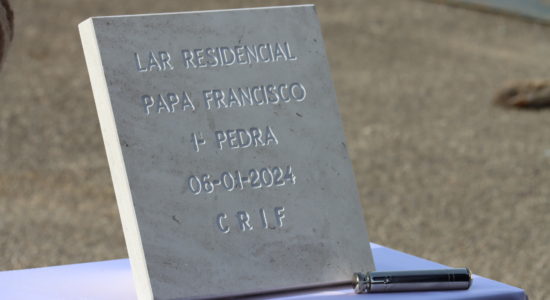 LAR RESIDENCIAL
PAPA FRANCISCO
1ª PEDRA
06-01-2024
C R I F